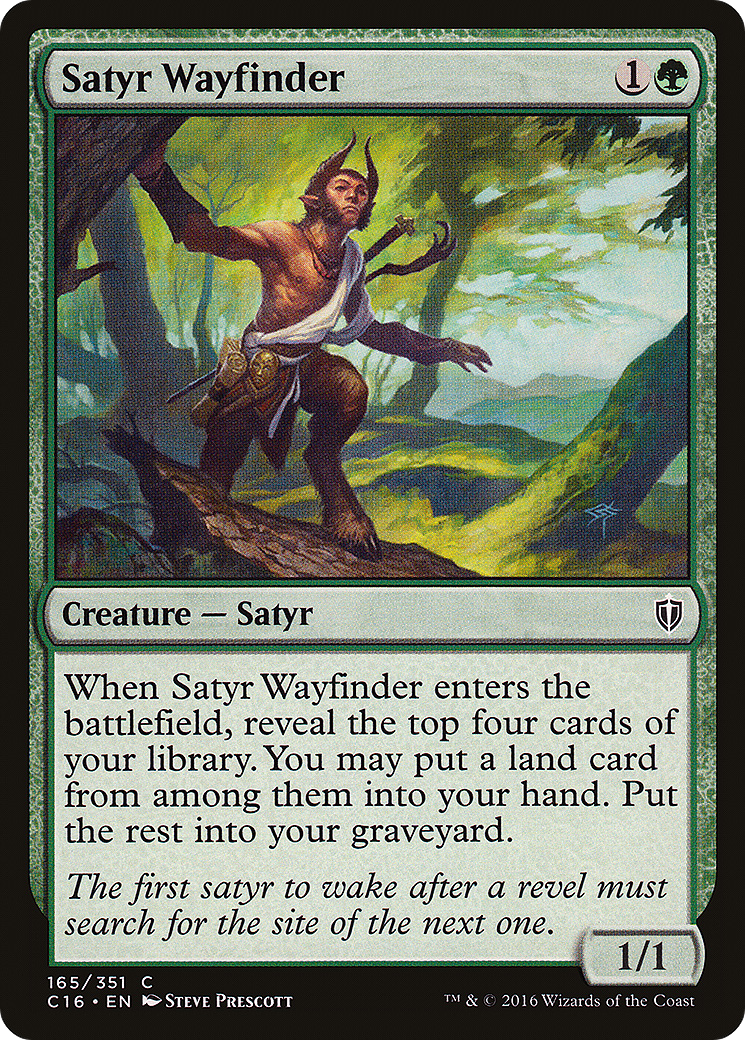 Satyr Wayfinder 1
Creature — Satyr
When Satyr Wayfinder enters the
battlefield, reveal the top four cards of
your library. You may put a land card
from among them into your hand. Put
the rest into your graveyard.
The first satyr to wake after a revel must
search for the site of the next one.
1/1
165/351 C
C16 • EN Steve Prescott
™ & © 2016 Wizards of the Coast